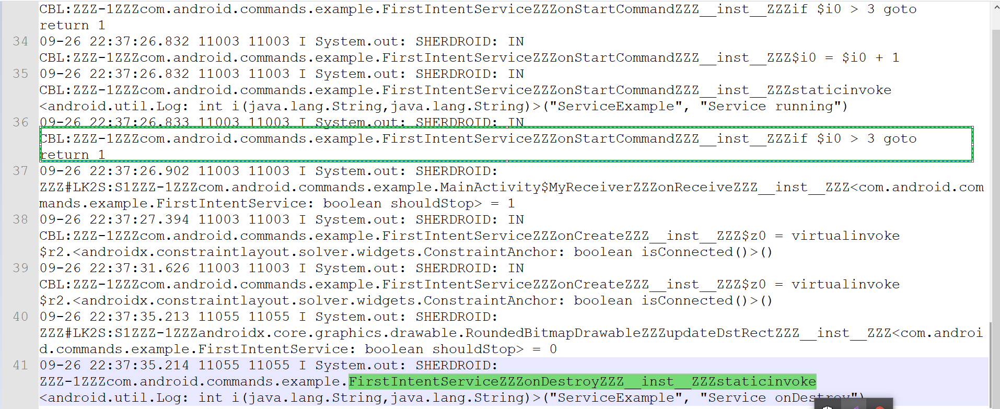 CBL:ZZZ-1ZZZcom.android.commands.example.FirstIntentServiceZZZonStartCommandZZZ__inst__ZZZif $i0 > 3 goto
return 1
34 09-26 22:37:26.832 11003 11003 I System.out: SHERDROID: IN
CBL:ZZZ-1ZZZcom.android.commands.example.FirstIntentServiceZZZonStartCommandZZZ__inst__ZZZ$i0 = $i0 + 1
35 09-26 22:37:26.832 11003 11003 I System.out: SHERDROID: IN
CBL:ZZZ-1ZZZcom.android.commands.example.FirstIntentServiceZZZonStartCommandZZZ__inst__ZZZstaticinvoke
<android.util.Log: int i(java.lang.String,java.lang.String)>("ServiceExample", "Service running")
36 09-26 22:37:26.833 11003 11003 I System.out: SHERDROID: IN
CBL:ZZZ-1ZZZcom.android.commands.example.FirstIntentServiceZZZonStartCommandZZZ__inst__ZZZif $i0 > 3 goto
return 1
37 09-26 22:37:26.902 11003 11003 I System.out: SHERDROID:
ZZZ#LK2S:S1ZZZ-1ZZZcom.android.commands.example.MainActivity$MyReceiverZZZonReceiveZZZ__inst__ZZZ<com.android.com
mands.example.FirstIntentService: boolean shouldStop> = 1
38 09-26 22:37:27.394 11003 11003 I System.out: SHERDROID: IN
CBL:ZZZ-1ZZZcom.android.commands.example.FirstIntentServiceZZZonCreateZZZ__inst__ZZZ$z0 = virtualinvoke
$r2.<androidx.constraintlayout.solver.widgets.ConstraintAnchor: boolean isConnected()>()
39 09-26 22:37:31.626 11003 11003 I System.out: SHERDROID: IN
CBL:ZZZ-1ZZZcom.android.commands.example.FirstIntentServiceZZZonCreateZZZ__inst__ZZZ$z0 = virtualinvoke
$r2.<androidx.constraintlayout.solver.widgets.ConstraintAnchor: boolean isConnected()>()
40 09-26 22:37:35.213 11055 11055 I System.out: SHERDROID:
ZZZ#LK2S:S1ZZZ-1ZZZandroidx.core.graphics.drawable.RoundedBitmapDrawableZZZupdateDstRectZZZ__inst__ZZZ<com.androi
d.commands.example.FirstIntentService: boolean shouldStop> = 0
41 09-26 22:37:35.214 11055 11055 I System.out: SHERDROID:
ZZZ-1ZZZcom.android.commands.example.FirstIntentServiceZZZonDestroyZZZ__inst__ZZZstaticinvoke
<android.util.Log: int i(java.lang.String,java.lang.String)>("ServiceExample", "Service onDestroy")